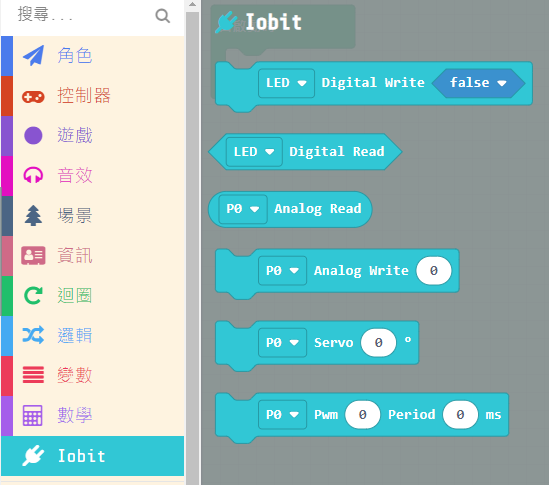 搜尋...
角色
控制器
遊戲
音效
場景
資訊
迴圈
邏輯
變數
數學
Iobit
Iobit
LED Digital Write false
LED Digital Read
P0 Analog Read
P0 Analog Write 0
P0 Servo 0 °
P0 Pwm 0 Period 0 ms